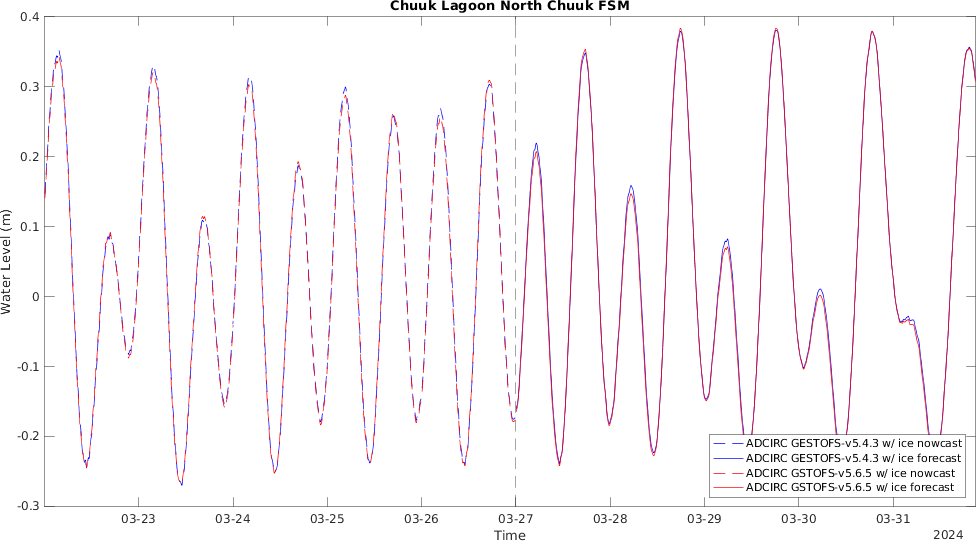 Chuuk Lagoon North Chuuk FSM
0.4
0.3
0.2
0.1
0
-0.1
-0.2
-0.3
Water Level (m)
03-23 03-24 03-25 03-26 03-27 03-28 03-29 03-30 03-31
Time
2024
ADCIRC GESTOFS-v5.4.3 w/ ice nowcast
ADCIRC GESTOFS-v5.4.3 w/ ice forecast
ADCIRC GSTOFS-v5.6.5 w/ ice nowcast
ADCIRC GSTOFS-v5.6.5 w/ ice forecast